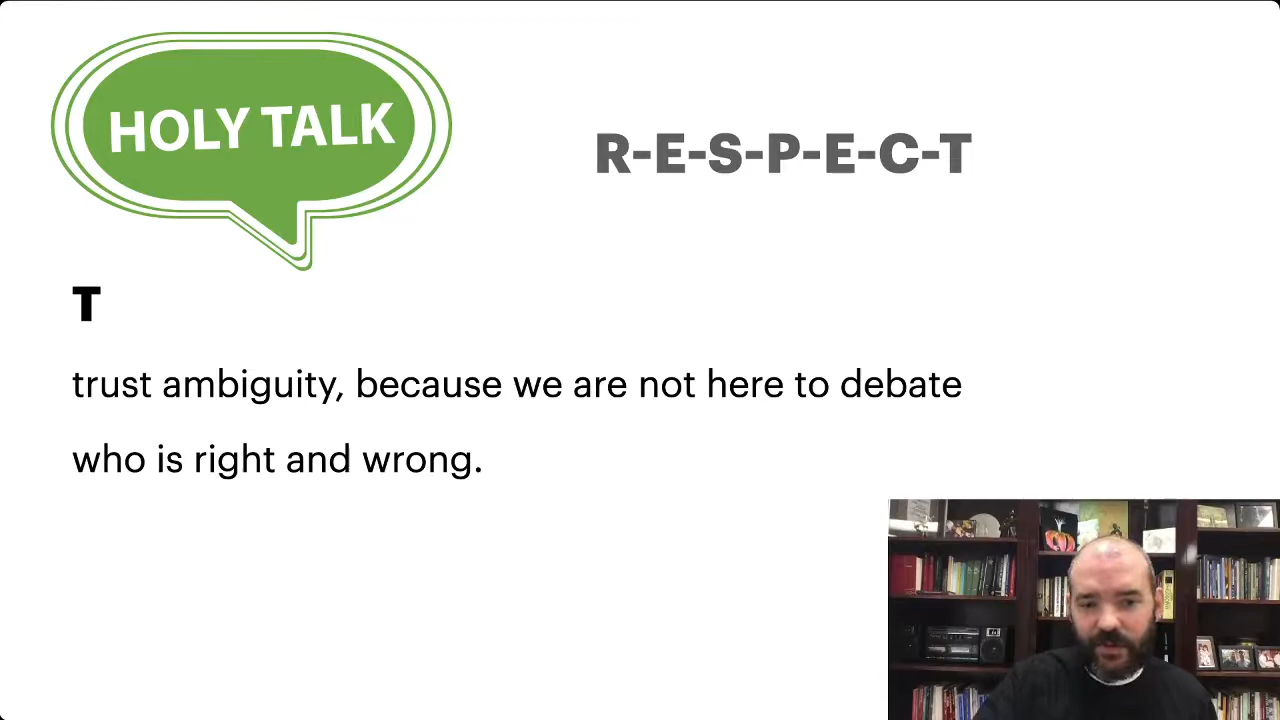 HOLY TALK
R-E-S-P-E-C-T
T
trust ambiguity, because we are not here to debate
who is right and wrong.